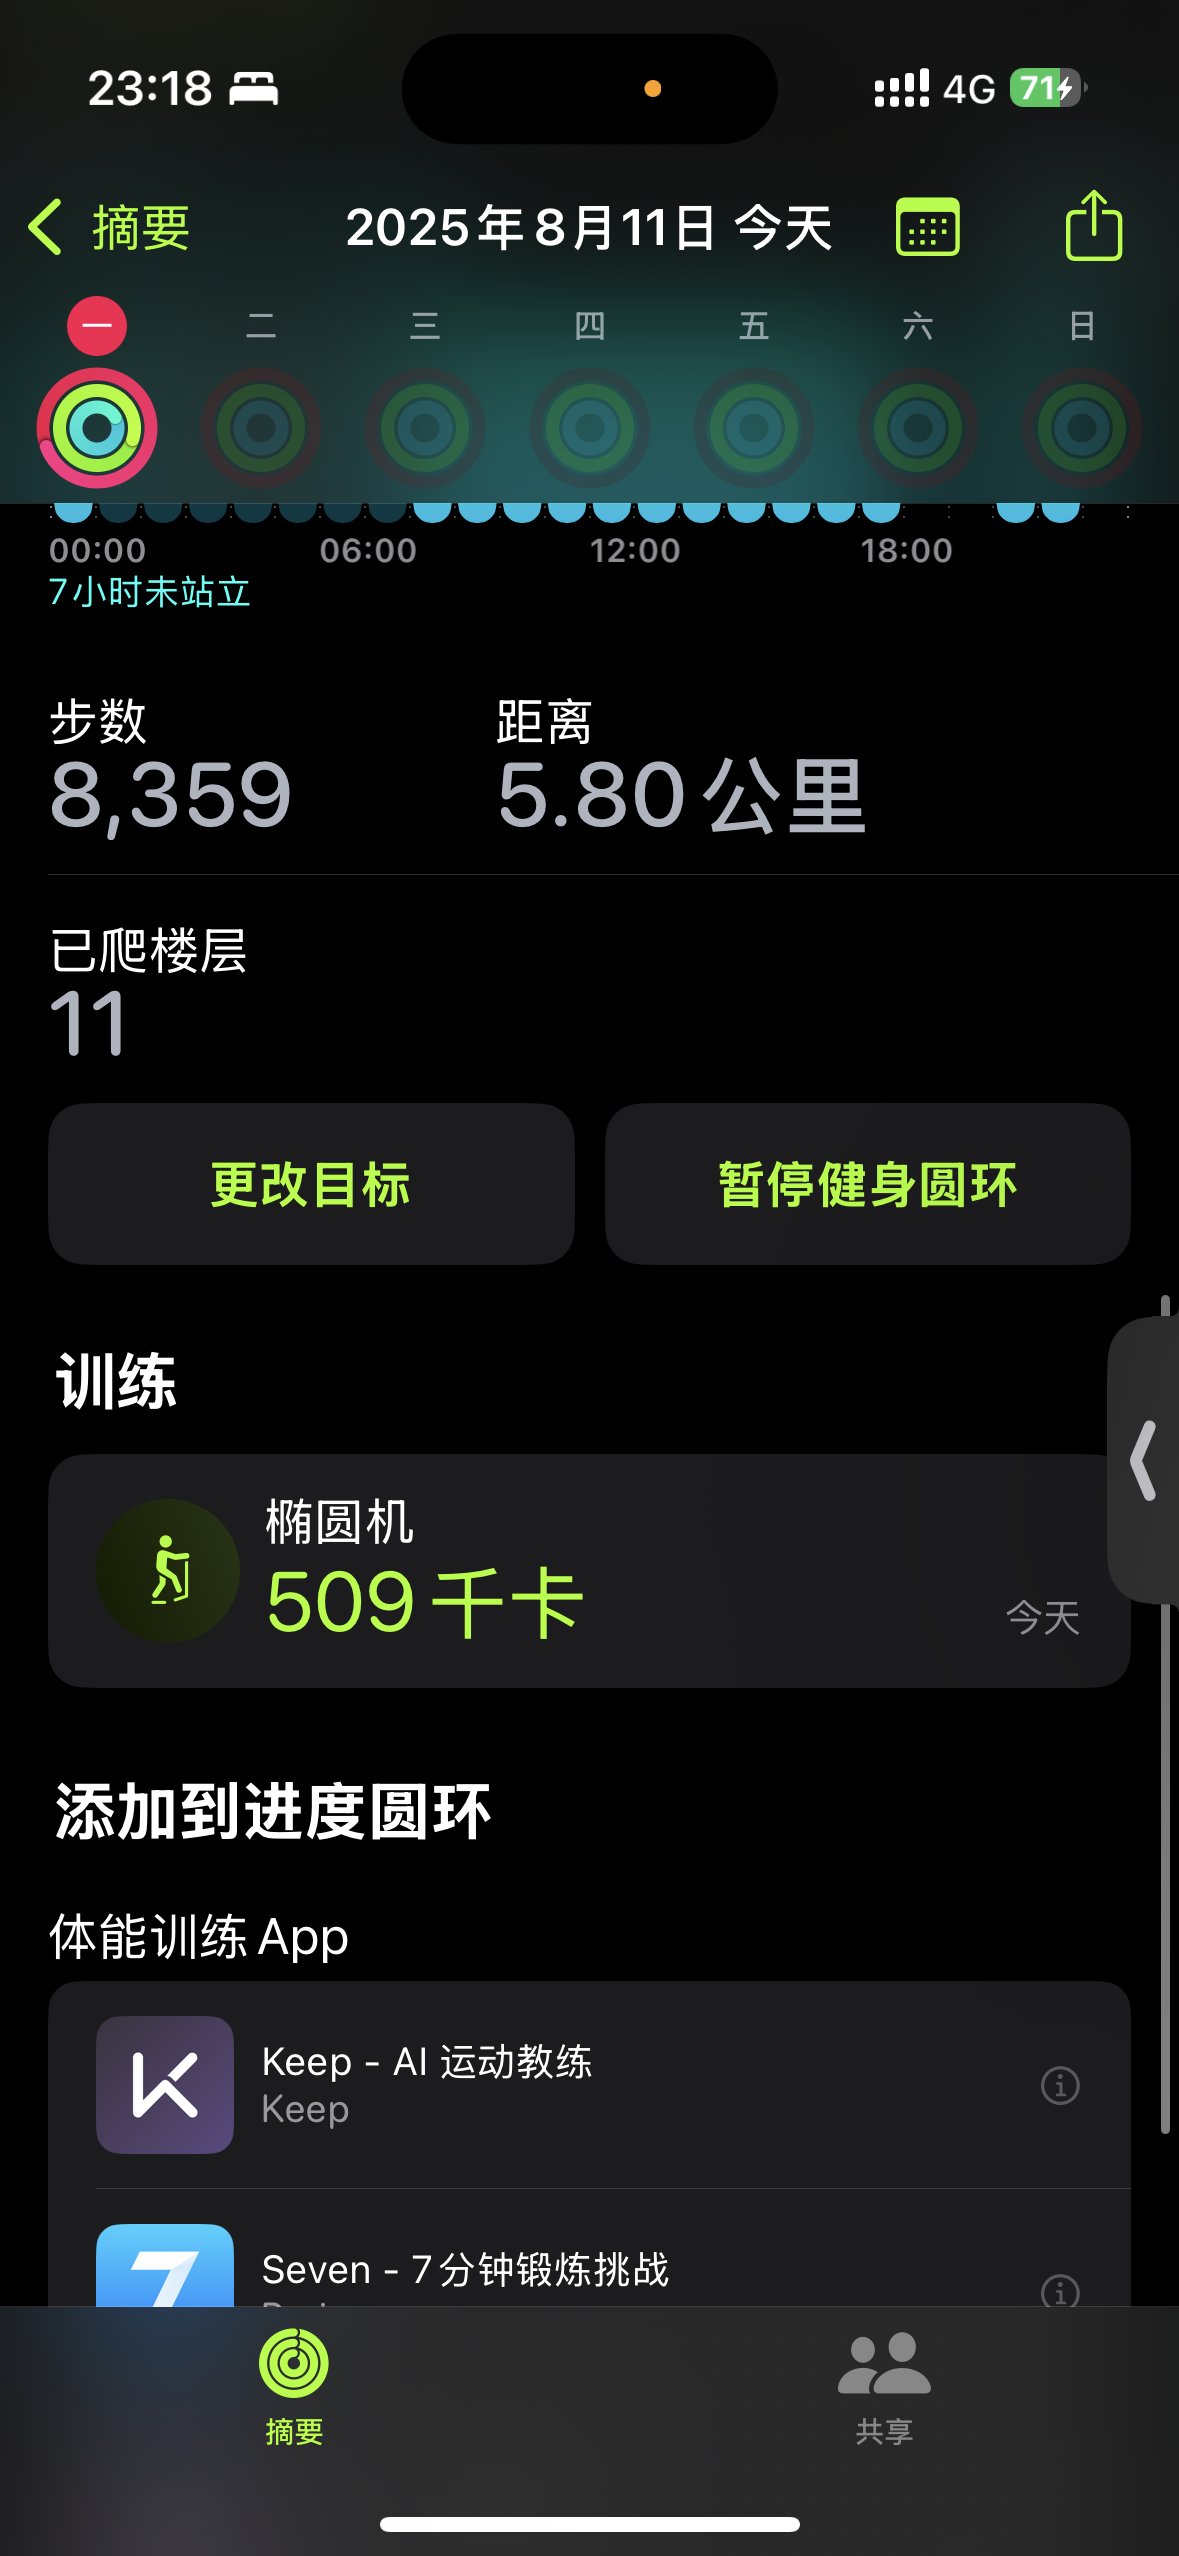 23:18
4G
71
摘要
2025年8月11日 今天
一 二 三 四 五 六 日
00:00 06:00 12:00 18:00
7小时未站立
步数 距离
8,359 5.80公里
已爬楼层
11
更改目标 暂停健身圆环
训练
椭圆机
509千卡
今天
添加到进度圆环
体能训练 App
Keep - AI 运动教练
Keep
Seven - 7分钟锻炼挑战
摘要 共享